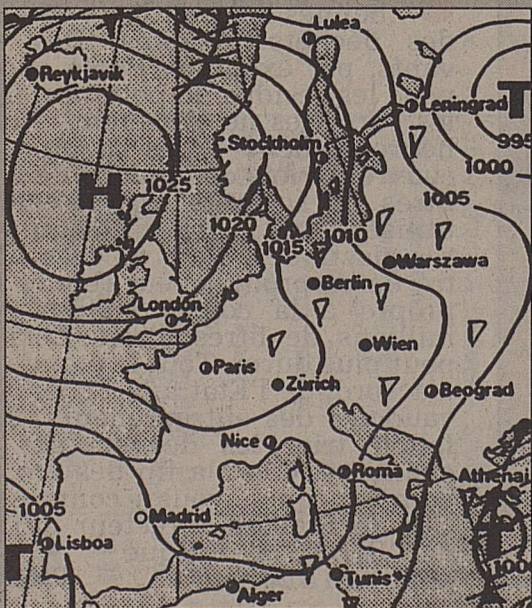 Lulea
Reykjavik
Leningrad
T
995
Stockholm
1000
H
1025
1005
1020
1015
1010
Warszawa
Berlin
London
Wien
Paris
Zürich
Beograd
Nice
Roma
Athenai
1005
Madrid
T
Lisboa
T
Tunis
Alger